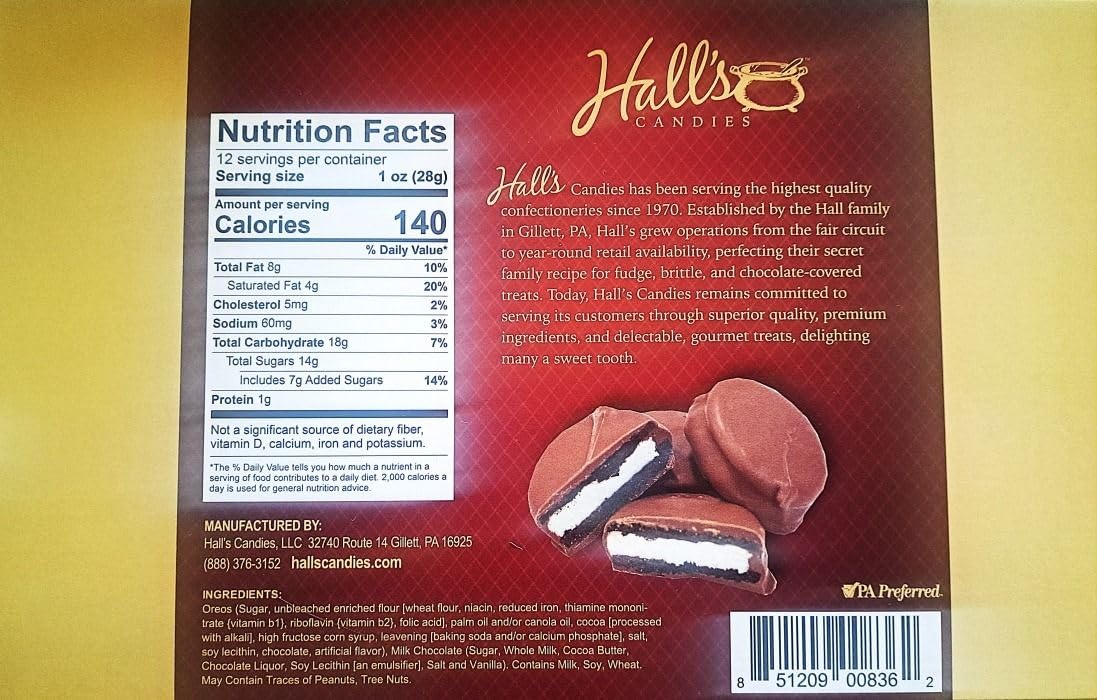 Hall's
CANDIES
Nutrition Facts
12 servings per container
Serving size 1 oz (28g)
Amount per serving
Calories 140
% Daily Value*
Total Fat 8g 10%
Saturated Fat 4g 20%
Cholesterol 5mg 2%
Sodium 60mg 3%
Total Carbohydrate 18g 7%
Total Sugars 14g
Includes 7g Added Sugars 14%
Protein 1g
Not a significant source of dietary fiber,
vitamin D, calcium, iron and potassium.
*The % Daily Value tells you how much a nutrient in a
serving of food contributes to a daily diet. 2,000 calories a
day is used for general nutrition advice.
Hall's Candies has been serving the highest quality
confectioneries since 1970. Established by the Hall family
in Gillett, PA, Hall's grew operations from the fair circuit
to year-round retail availability, perfecting their secret
family recipe for fudge, brittle, and chocolate-covered
treats. Today, Hall's Candies remains committed to
serving its customers through superior quality, premium
ingredients, and delectable, gourmet treats, delighting
many a sweet tooth.
MANUFACTURED BY:
Hall's Candies, LLC 32740 Route 14 Gillett, PA 16925
(888) 376-3152 hallscandies.com
INGREDIENTS:
Oreos (Sugar, unbleached enriched flour [wheat flour, niacin, reduced iron, thiamine mononi-
trate {vitamin b1}, riboflavin {vitamin b2}, folic acid], palm oil and/or canola oil, cocoa [processed
with alkali], high fructose corn syrup, leavening [baking soda and/or calcium phosphate], salt,
soy lecithin, chocolate, artificial flavor), Milk Chocolate (Sugar, Whole Milk, Cocoa Butter,
Chocolate Liquor, Soy Lecithin [an emulsifier], Salt and Vanilla). Contains Milk, Soy, Wheat.
May Contain Traces of Peanuts, Tree Nuts.
PA Preferred
8 51209 00836 2